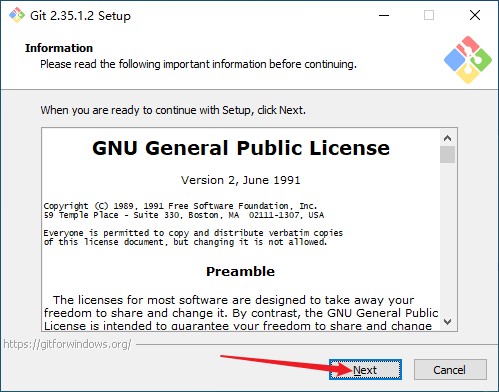 Git 2.35.1.2 Setup
Information
Please read the following important information before continuing.
When you are ready to continue with Setup, click Next.
GNU General Public License
Version 2, June 1991
Copyright (C) 1989, 1991 Free Software Foundation, Inc.
59 Temple Place - Suite 330, Boston, MA  02111-1307, USA
Everyone is permitted to copy and distribute verbatim copies
of this license document, but changing it is not allowed.
Preamble
The licenses for most software are designed to take away your
freedom to share and change it. By contrast, the GNU General Public
License is intended to guarantee your freedom to share and change
https://gitforwindows.org/
Next
Cancel